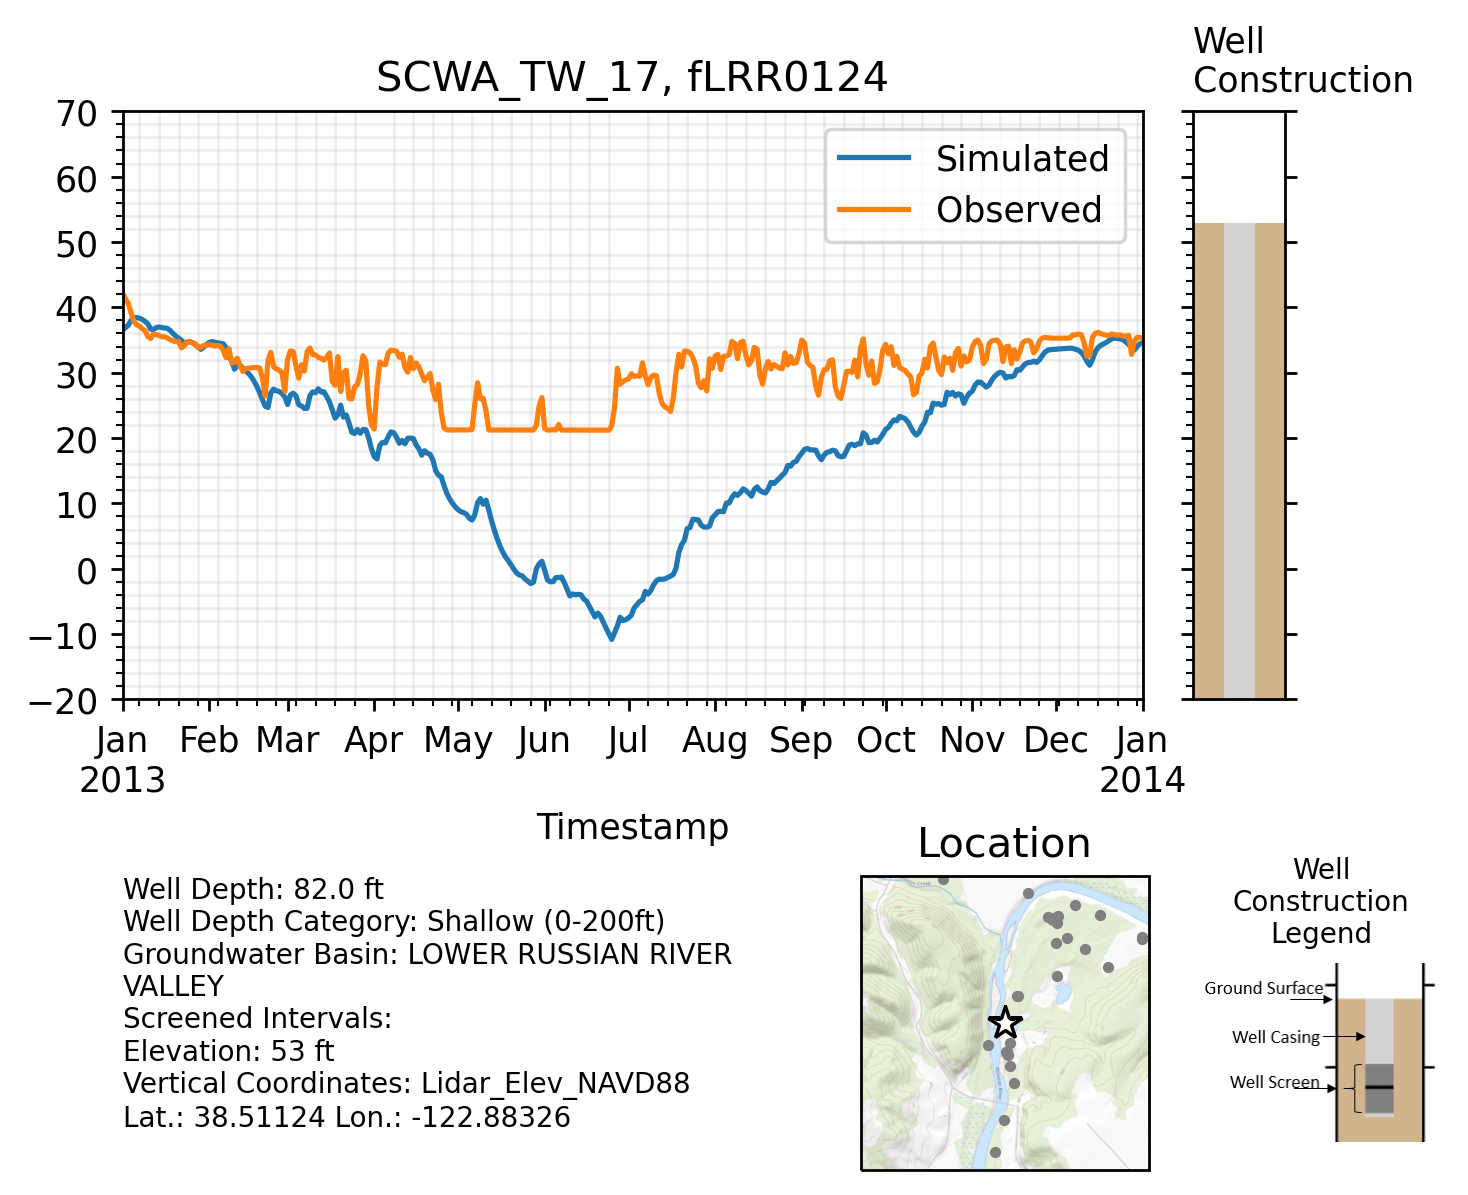 Well
Construction
SCWA_TW_17, fLRR0124
70
60
50
40
30
20
10
0
−10
−20
Simulated
Observed
Jan Feb Mar Apr May Jun Jul Aug Sep Oct Nov Dec Jan
2013 2014
Timestamp
Well Depth: 82.0 ft
Well Depth Category: Shallow (0-200ft)
Groundwater Basin: LOWER RUSSIAN RIVER
VALLEY
Screened Intervals:
Elevation: 53 ft
Vertical Coordinates: Lidar_Elev_NAVD88
Lat.: 38.51124 Lon.: -122.88326
Location
Well
Construction
Legend
Ground Surface
Well Casing
Well Screen